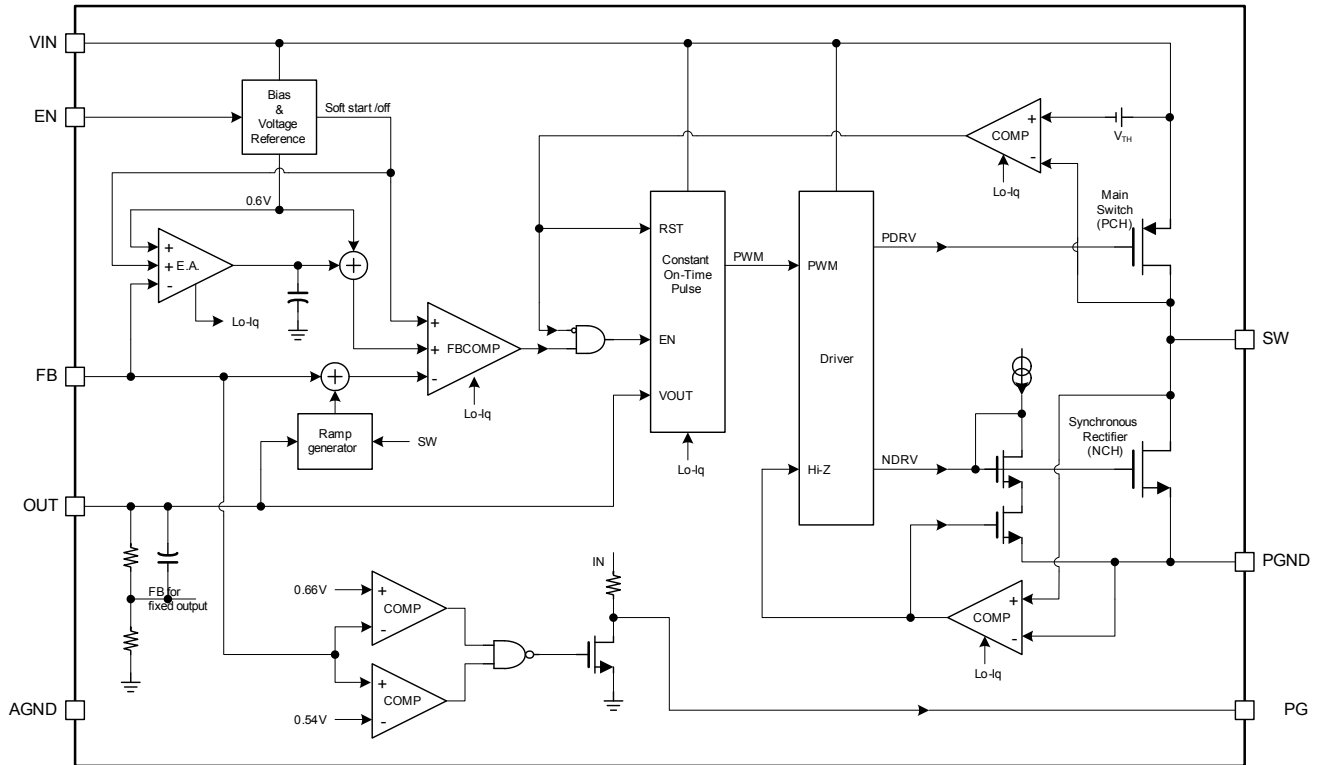 VIN
EN
Bias
&
Voltage
Reference
Soft start /off
COMP
+
-
VTH
Lo-Iq
Main
Switch
(PCH)
0.6V
+
+
-
E.A.
Lo-Iq
+
RST
Constant
On-Time
Pulse
EN
VOUT
PWM
PWM
Driver
Hi-Z
PDRV
NDRV
+
+
-
FBCOMP
Lo-Iq
Lo-Iq
SW
FB
+
Ramp
generator
SW
Synchronous
Rectifier
(NCH)
OUT
FB for
fixed output
IN
PGND
0.66V
+
-
COMP
+
-
COMP
0.54V
COMP
+
-
Lo-Iq
AGND
PG